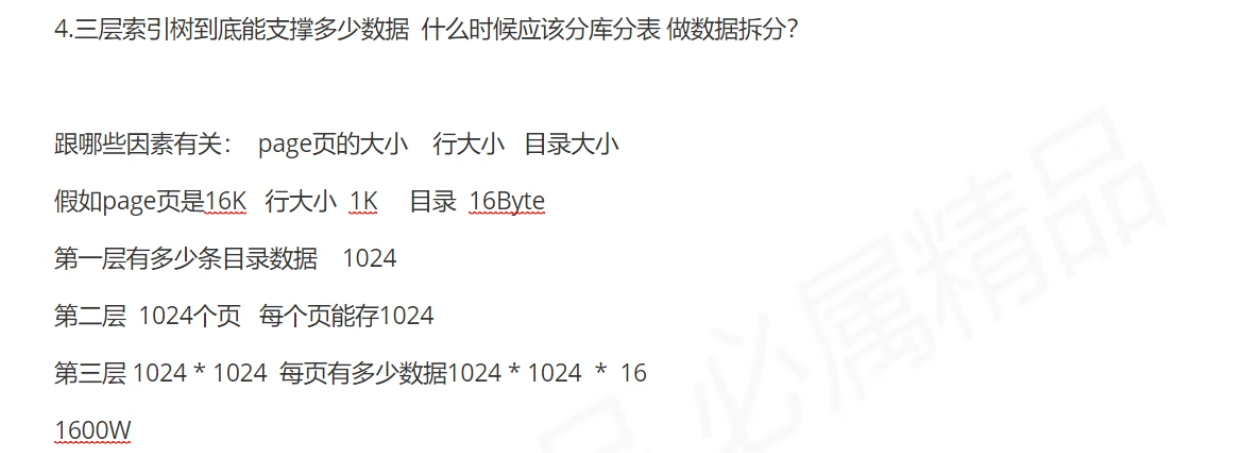 4.三层索引树到底能支撑多少数据 什么时候应该分库分表 做数据拆分?
跟哪些因素有关： page页的大小 行大小 目录大小
假如page页是16K 行大小 1K 目录 16Byte
第一层有多少条目录数据 1024
第二层 1024个页 每个页能存1024
第三层 1024 * 1024 每页有多少数据1024 * 1024 * 16
1600W
品 必属精品